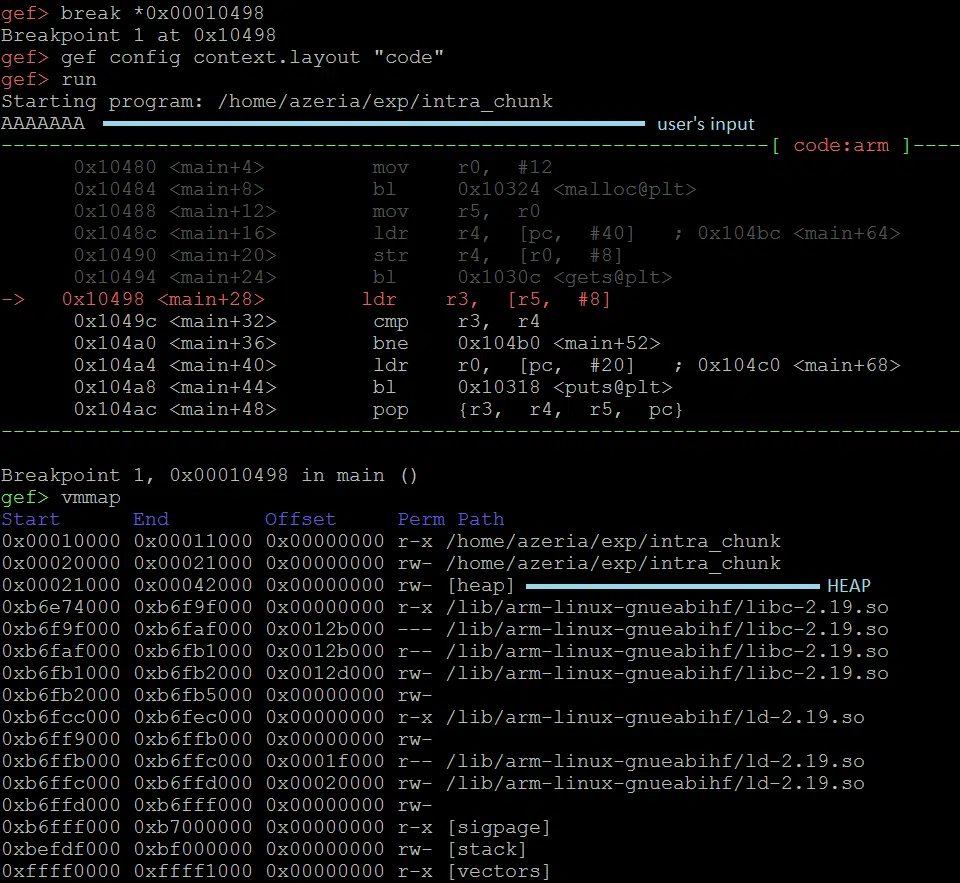 gef> break *0x00010498
Breakpoint 1 at 0x10498
gef> gef config context.layout "code"
gef> run
Starting program: /home/azeria/exp/intra_chunk
AAAAAAA user's input
-----------------------------------------------------------------[ code:arm ]----
0x10480 <main+4> mov r0, #12
0x10484 <main+8> bl 0x10324 <malloc@plt>
0x10488 <main+12> mov r5, r0
0x1048c <main+16> ldr r4, [pc, #40] ; 0x104bc <main+64>
0x10490 <main+20> str r4, [r0, #8]
0x10494 <main+24> bl 0x1030c <gets@plt>
-> 0x10498 <main+28> ldr r3, [r5, #8]
0x1049c <main+32> cmp r3, r4
0x104a0 <main+36> bne 0x104b0 <main+52>
0x104a4 <main+40> ldr r0, [pc, #20] ; 0x104c0 <main+68>
0x104a8 <main+44> bl 0x10318 <puts@plt>
0x104ac <main+48> pop {r3, r4, r5, pc}
--------------------------------------------------------------------------------
Breakpoint 1, 0x00010498 in main ()
gef> vmmap
Start End Offset Perm Path
0x00010000 0x00011000 0x00000000 r-x /home/azeria/exp/intra_chunk
0x00020000 0x00021000 0x00000000 rw- /home/azeria/exp/intra_chunk
0x00021000 0x00042000 0x00000000 rw- [heap] HEAP
0xb6e74000 0xb6f9f000 0x00000000 r-x /lib/arm-linux-gnueabihf/libc-2.19.so
0xb6f9f000 0xb6faf000 0x0012b000 --- /lib/arm-linux-gnueabihf/libc-2.19.so
0xb6faf000 0xb6fb1000 0x0012b000 r-- /lib/arm-linux-gnueabihf/libc-2.19.so
0xb6fb1000 0xb6fb2000 0x0012d000 rw- /lib/arm-linux-gnueabihf/libc-2.19.so
0xb6fb2000 0xb6fb5000 0x00000000 rw-
0xb6fcc000 0xb6fec000 0x00000000 r-x /lib/arm-linux-gnueabihf/ld-2.19.so
0xb6ff9000 0xb6ffb000 0x00000000 rw-
0xb6ffb000 0xb6ffc000 0x0001f000 r-- /lib/arm-linux-gnueabihf/ld-2.19.so
0xb6ffc000 0xb6ffd000 0x00020000 rw- /lib/arm-linux-gnueabihf/ld-2.19.so
0xb6ffd000 0xb6fff000 0x00000000 rw-
0xb6fff000 0xb7000000 0x00000000 r-x [sigpage]
0xbefdf000 0xbf000000 0x00000000 rw- [stack]
0xffff0000 0xffff1000 0x00000000 r-x [vectors]